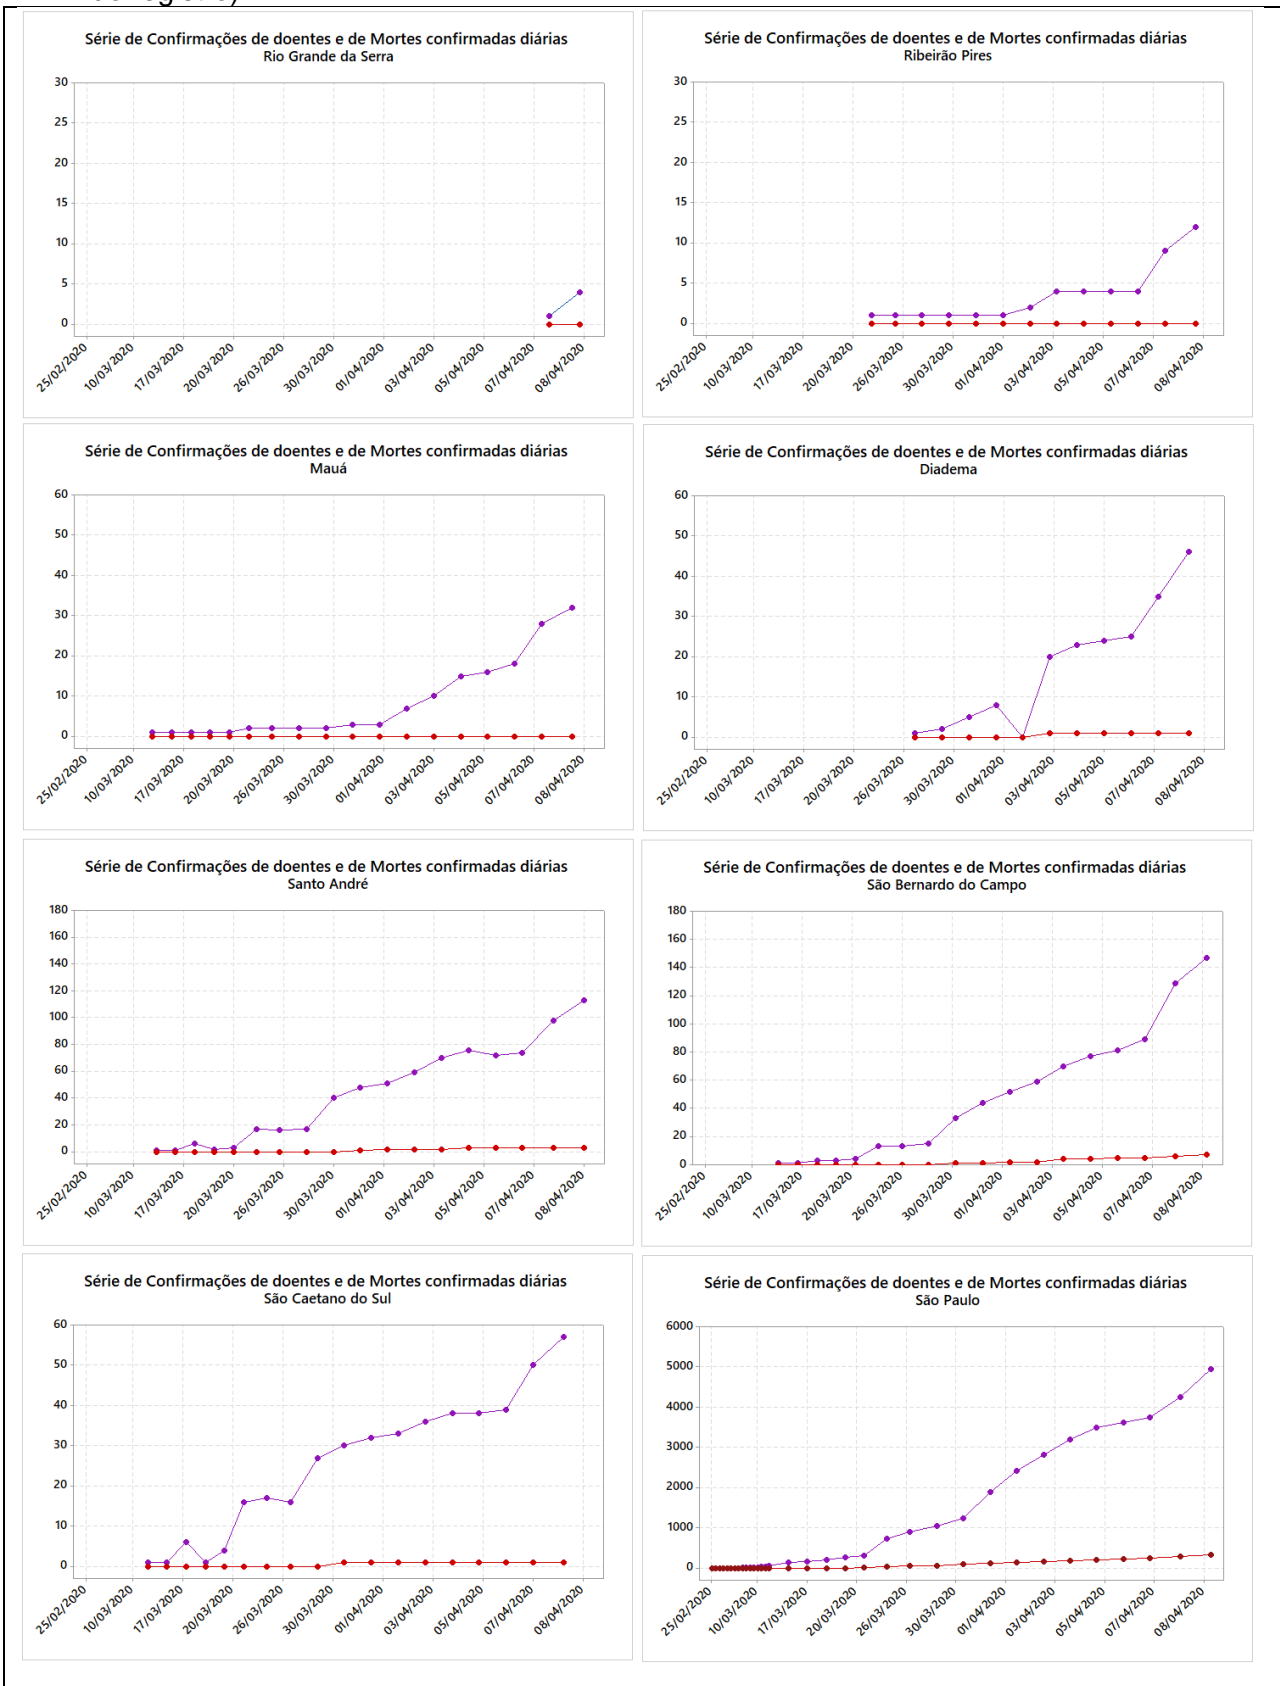 Série de Confirmações de doentes e de Mortes confirmadas diárias
Rio Grande da Serra
30
25
20
15
10
5
0
25/02/2020 10/03/2020 17/03/2020 20/03/2020 26/03/2020 30/03/2020 01/04/2020 03/04/2020 05/04/2020 07/04/2020 08/04/2020
Série de Confirmações de doentes e de Mortes confirmadas diárias
Ribeirão Pires
30
25
20
15
10
5
0
25/02/2020 10/03/2020 17/03/2020 20/03/2020 26/03/2020 30/03/2020 01/04/2020 03/04/2020 05/04/2020 07/04/2020 08/04/2020
Série de Confirmações de doentes e de Mortes confirmadas diárias
Mauá
60
50
40
30
20
10
0
25/02/2020 10/03/2020 17/03/2020 20/03/2020 26/03/2020 30/03/2020 01/04/2020 03/04/2020 05/04/2020 07/04/2020 08/04/2020
Série de Confirmações de doentes e de Mortes confirmadas diárias
Diadema
60
50
40
30
20
10
0
25/02/2020 10/03/2020 17/03/2020 20/03/2020 26/03/2020 30/03/2020 01/04/2020 03/04/2020 05/04/2020 07/04/2020 08/04/2020
Série de Confirmações de doentes e de Mortes confirmadas diárias
Santo André
180
160
140
120
100
80
60
40
20
0
25/02/2020 10/03/2020 17/03/2020 20/03/2020 26/03/2020 30/03/2020 01/04/2020 03/04/2020 05/04/2020 07/04/2020 08/04/2020
Série de Confirmações de doentes e de Mortes confirmadas diárias
São Bernardo do Campo
180
160
140
120
100
80
60
40
20
0
25/02/2020 10/03/2020 17/03/2020 20/03/2020 26/03/2020 30/03/2020 01/04/2020 03/04/2020 05/04/2020 07/04/2020 08/04/2020
Série de Confirmações de doentes e de Mortes confirmadas diárias
São Caetano do Sul
60
50
40
30
20
10
0
25/02/2020 10/03/2020 17/03/2020 20/03/2020 26/03/2020 30/03/2020 01/04/2020 03/04/2020 05/04/2020 07/04/2020 08/04/2020
Série de Confirmações de doentes e de Mortes confirmadas diárias
São Paulo
6000
5000
4000
3000
2000
1000
0
25/02/2020 10/03/2020 17/03/2020 20/03/2020 26/03/2020 30/03/2020 01/04/2020 03/04/2020 05/04/2020 07/04/2020 08/04/2020